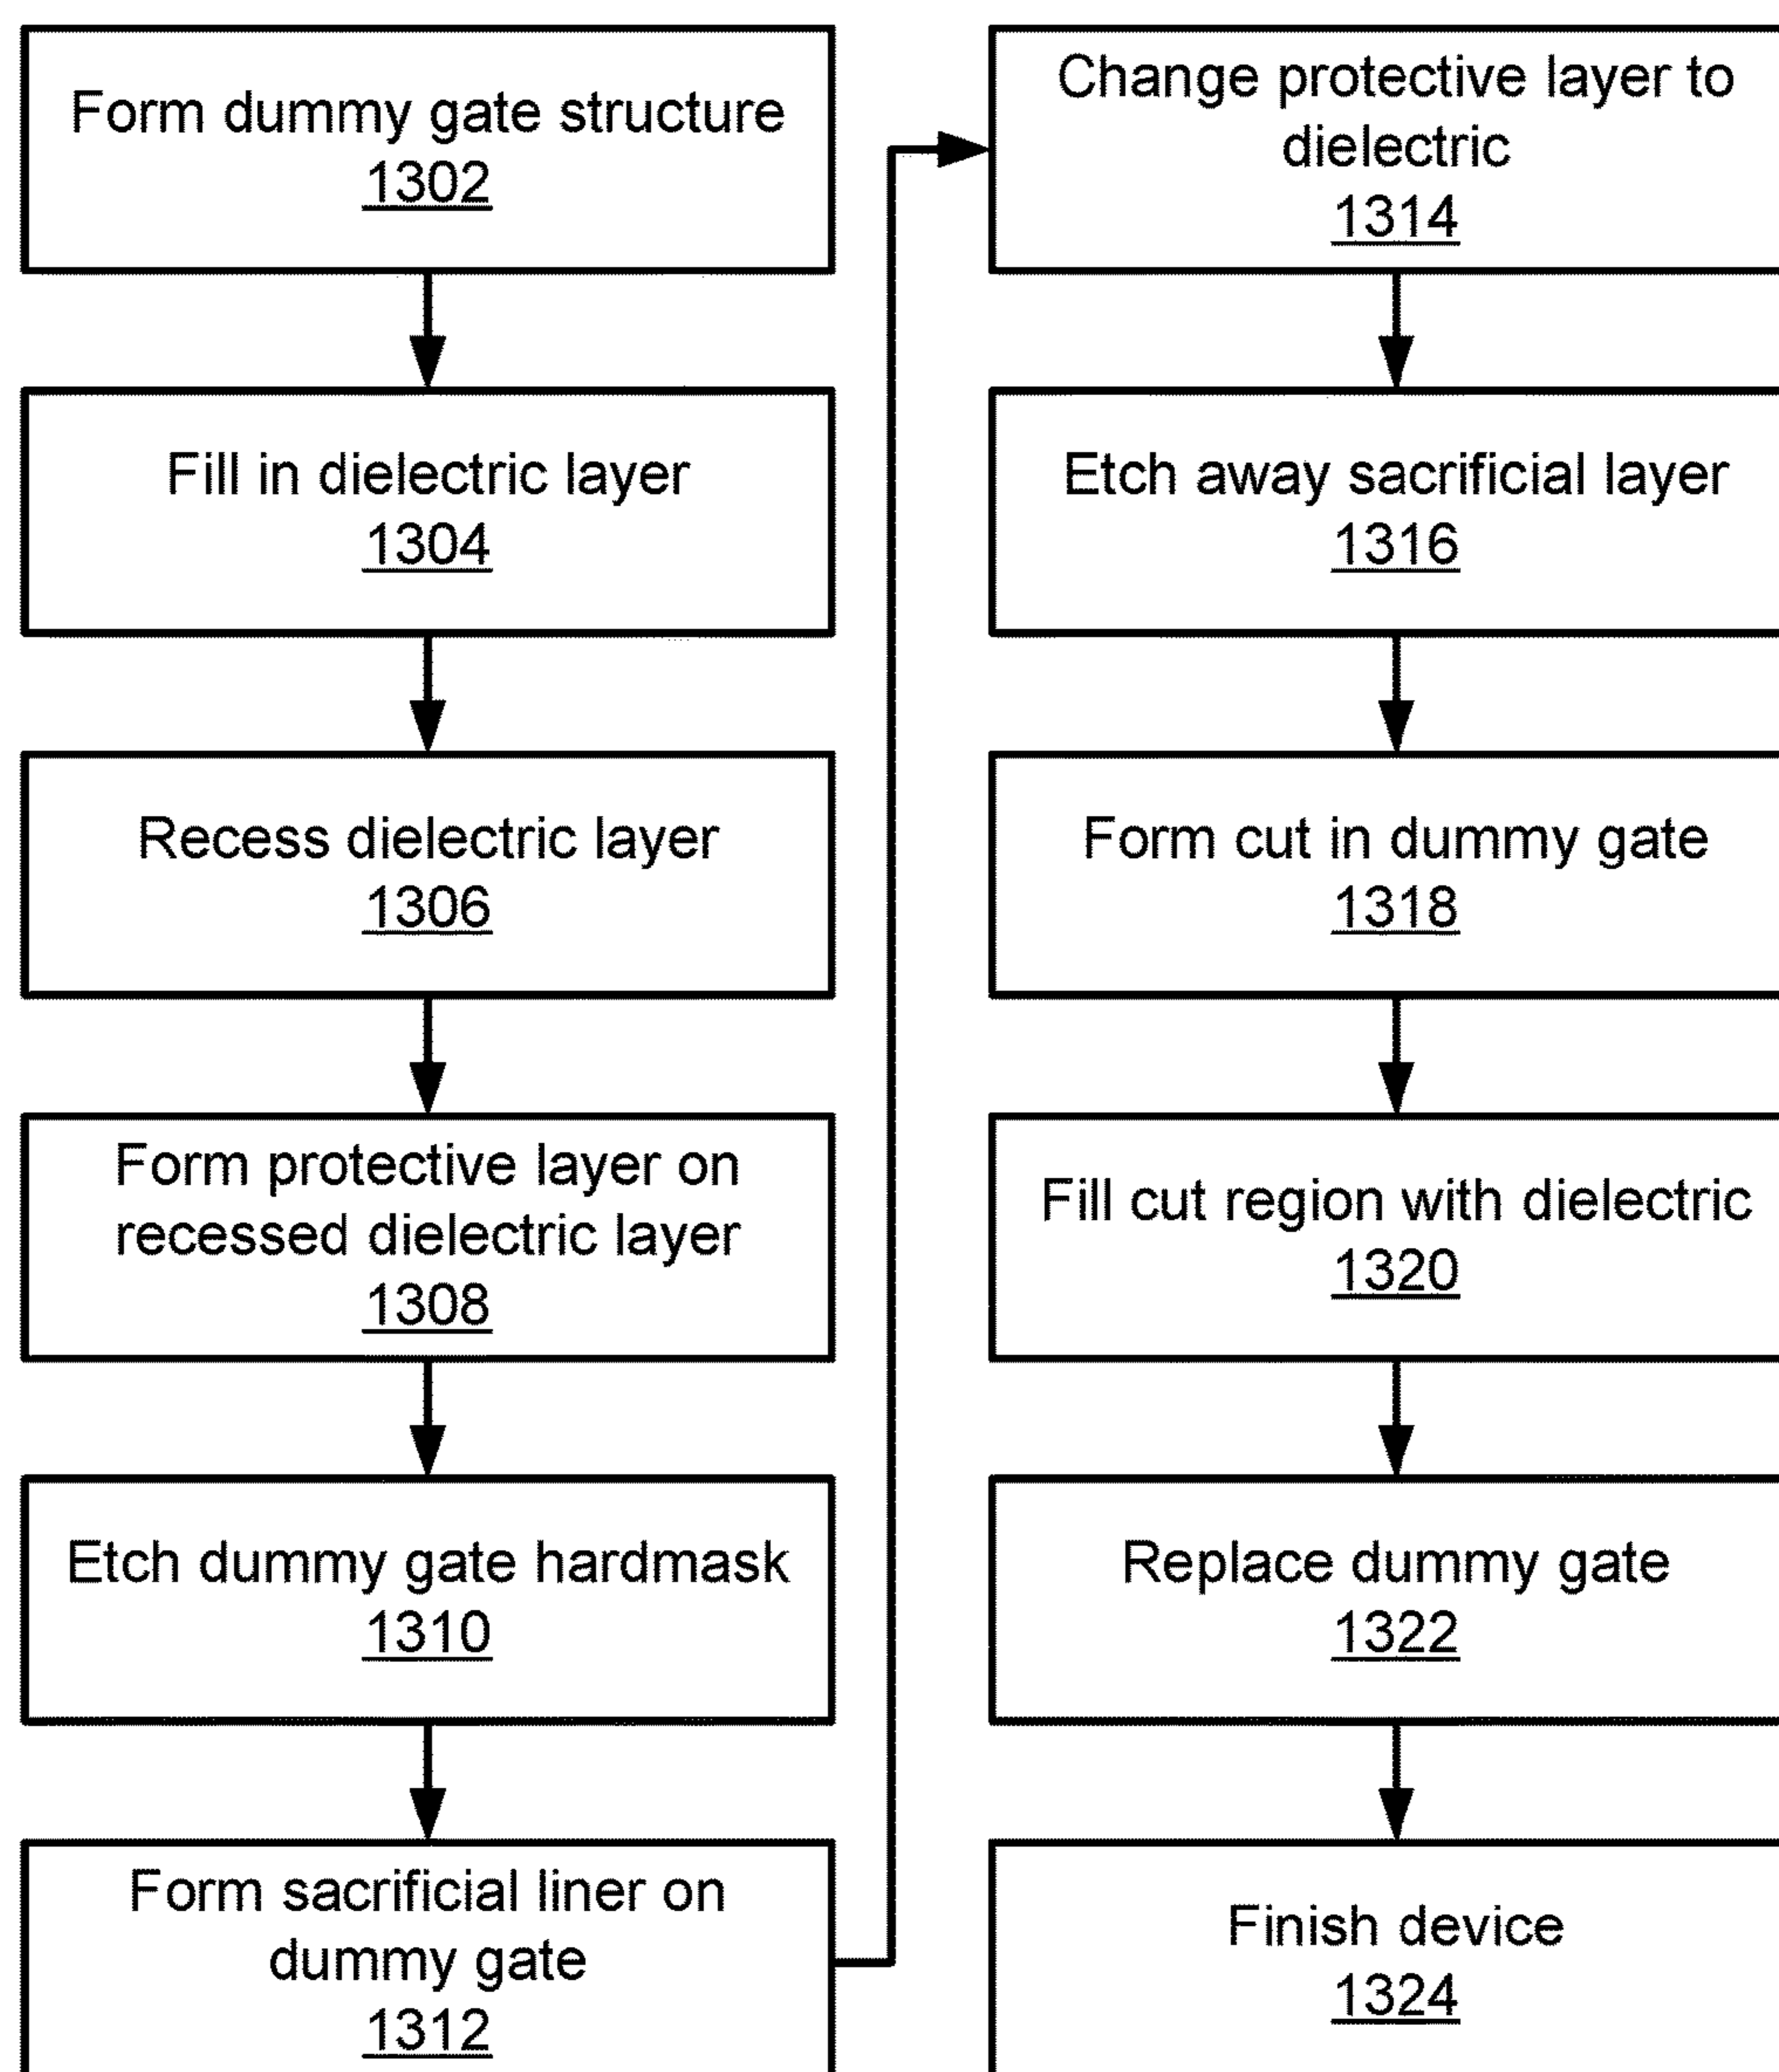 Form dummy gate structure
1302
Fill in dielectric layer
1304
Recess dielectric layer
1306
Form protective layer on
recessed dielectric layer
1308
Etch dummy gate hardmask
1310
Form sacrificial liner on
dummy gate
1312
Change protective layer to
dielectric
1314
Etch away sacrificial layer
1316
Form cut in dummy gate
1318
Fill cut region with dielectric
1320
Replace dummy gate
1322
Finish device
1324